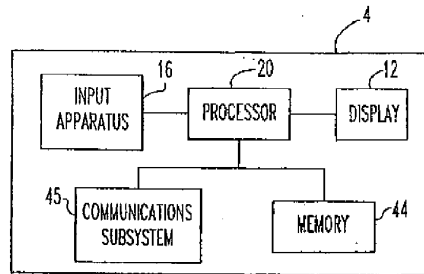 4
16
20
12
INPUT
APPARATUS
PROCESSOR
DISPLAY
45
COMMUNICATIONS
SUBSYSTEM
MEMORY
44